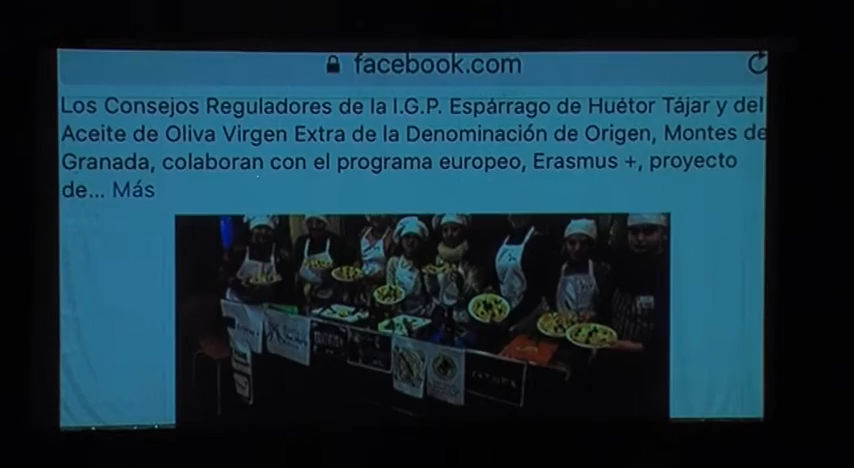 facebook.com
Los Consejos Reguladores de la I.G.P. Espárrago de Huétor Tájar y del
Aceite de Oliva Virgen Extra de la Denominación de Origen, Montes de
Granada, colaboran con el programa europeo, Erasmus +, proyecto
de... Más